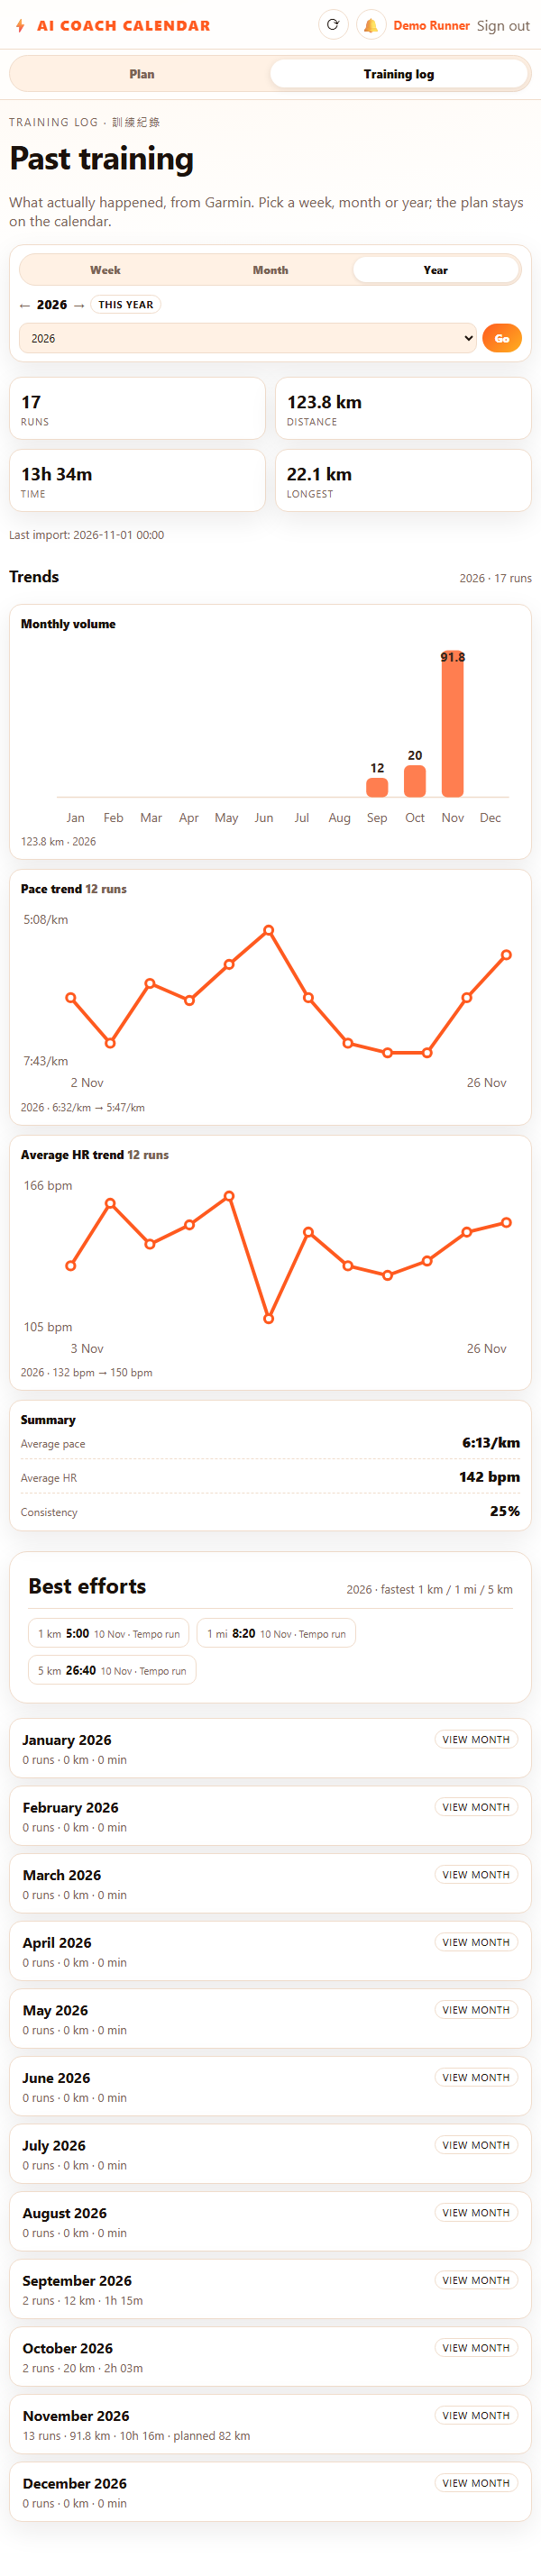 AI COACH CALENDAR
Demo Runner Sign out
Plan Training log
TRAINING LOG · 訓練紀錄
Past training
What actually happened, from Garmin. Pick a week, month or year; the plan stays
on the calendar.
Week Month Year
← 2026 → THIS YEAR
2026 Go
17 123.8 km
RUNS DISTANCE
13h 34m 22.1 km
TIME LONGEST
Last import: 2026-11-01 00:00
Trends 2026 · 17 runs
Monthly volume
91.8
20
12
Jan Feb Mar Apr May Jun Jul Aug Sep Oct Nov Dec
123.8 km · 2026
Pace trend 12 runs
5:08/km
7:43/km
2 Nov 26 Nov
2026 · 6:32/km → 5:47/km
Average HR trend 12 runs
166 bpm
105 bpm
3 Nov 26 Nov
2026 · 132 bpm → 150 bpm
Summary
Average pace 6:13/km
Average HR 142 bpm
Consistency 25%
Best efforts 2026 · fastest 1 km / 1 mi / 5 km
1 km 5:00 10 Nov · Tempo run 1 mi 8:20 10 Nov · Tempo run
5 km 26:40 10 Nov · Tempo run
January 2026 VIEW MONTH
0 runs · 0 km · 0 min
February 2026 VIEW MONTH
0 runs · 0 km · 0 min
March 2026 VIEW MONTH
0 runs · 0 km · 0 min
April 2026 VIEW MONTH
0 runs · 0 km · 0 min
May 2026 VIEW MONTH
0 runs · 0 km · 0 min
June 2026 VIEW MONTH
0 runs · 0 km · 0 min
July 2026 VIEW MONTH
0 runs · 0 km · 0 min
August 2026 VIEW MONTH
0 runs · 0 km · 0 min
September 2026 VIEW MONTH
2 runs · 12 km · 1h 15m
October 2026 VIEW MONTH
2 runs · 20 km · 2h 03m
November 2026 VIEW MONTH
13 runs · 91.8 km · 10h 16m · planned 82 km
December 2026 VIEW MONTH
0 runs · 0 km · 0 min